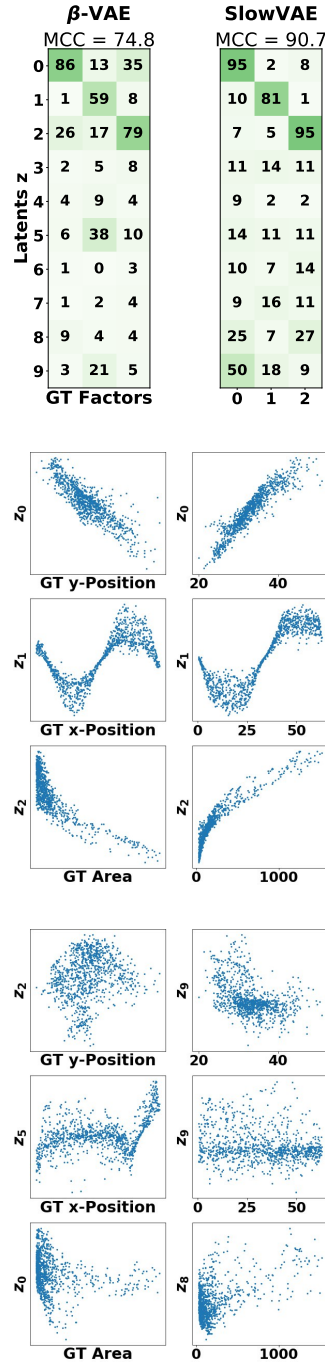 β-VAE SlowVAE
MCC = 74.8 MCC = 90.7
Latents z
0 86 13 35 95 2 8
1 1 59 8 10 81 1
2 26 17 79 7 5 95
3 2 5 8 11 14 11
4 4 9 4 9 2 2
5 6 38 10 14 11 11
6 1 0 3 10 7 14
7 1 2 4 9 16 11
8 9 4 4 25 7 27
9 3 21 5 50 18 9
GT Factors 0 1 2
z0 z0
GT y-Position 20 40
z1 z1
GT x-Position 0 25 50
z2 z2
GT Area 0 1000
z2 z9
GT y-Position 20 40
z5 z9
GT x-Position 0 25 50
z0 z8
GT Area 0 1000